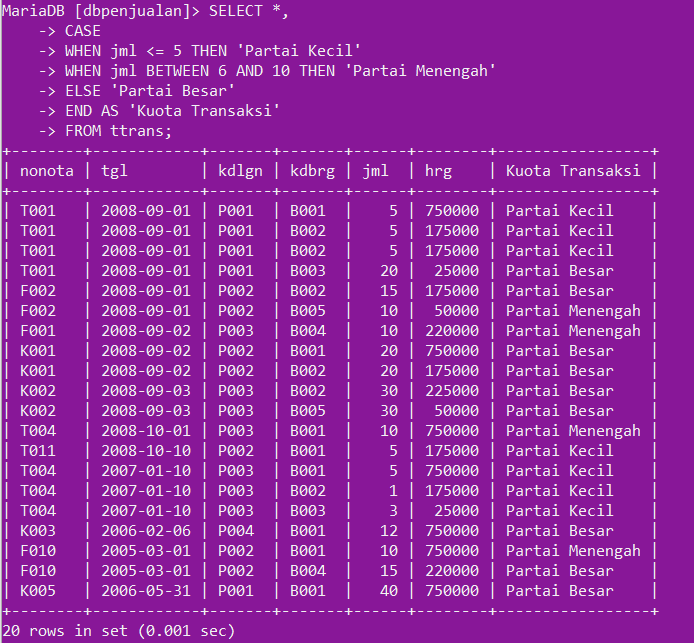 MariaDB [dbpenjualan]> SELECT *,
    -> CASE
    -> WHEN jml <= 5 THEN 'Partai Kecil'
    -> WHEN jml BETWEEN 6 AND 10 THEN 'Partai Menengah'
    -> ELSE 'Partai Besar'
    -> END AS 'Kuota Transaksi'
    -> FROM ttrans;
+--------+------------+-------+-------+------+--------+-----------------+
| nonota | tgl        | kdlgn | kdbrg | jml  | hrg    | Kuota Transaksi |
+--------+------------+-------+-------+------+--------+-----------------+
| T001   | 2008-09-01 | P001  | B001  |    5 | 750000 | Partai Kecil    |
| T001   | 2008-09-01 | P001  | B002  |    5 | 175000 | Partai Kecil    |
| T001   | 2008-09-01 | P001  | B002  |    5 | 175000 | Partai Kecil    |
| T001   | 2008-09-01 | P001  | B003  |   20 |  25000 | Partai Besar    |
| F002   | 2008-09-01 | P002  | B002  |   15 | 175000 | Partai Besar    |
| F002   | 2008-09-01 | P002  | B005  |   10 |  50000 | Partai Menengah |
| F001   | 2008-09-02 | P003  | B004  |   10 | 220000 | Partai Menengah |
| K001   | 2008-09-02 | P002  | B001  |   20 | 750000 | Partai Besar    |
| K001   | 2008-09-02 | P002  | B002  |   20 | 175000 | Partai Besar    |
| K002   | 2008-09-03 | P003  | B002  |   30 | 225000 | Partai Besar    |
| K002   | 2008-09-03 | P003  | B005  |   30 |  50000 | Partai Besar    |
| T004   | 2008-10-01 | P003  | B001  |   10 | 750000 | Partai Menengah |
| T011   | 2008-10-10 | P002  | B001  |    5 | 175000 | Partai Kecil    |
| T004   | 2007-01-10 | P003  | B001  |    5 | 750000 | Partai Kecil    |
| T004   | 2007-01-10 | P003  | B002  |    1 | 175000 | Partai Kecil    |
| T004   | 2007-01-10 | P003  | B003  |    3 |  25000 | Partai Kecil    |
| K003   | 2006-02-06 | P004  | B001  |   12 | 750000 | Partai Besar    |
| F010   | 2005-03-01 | P002  | B001  |   10 | 750000 | Partai Menengah |
| F010   | 2005-03-01 | P002  | B004  |   15 | 220000 | Partai Besar    |
| K005   | 2006-05-31 | P001  | B001  |   40 | 750000 | Partai Besar    |
+--------+------------+-------+-------+------+--------+-----------------+
20 rows in set (0.001 sec)